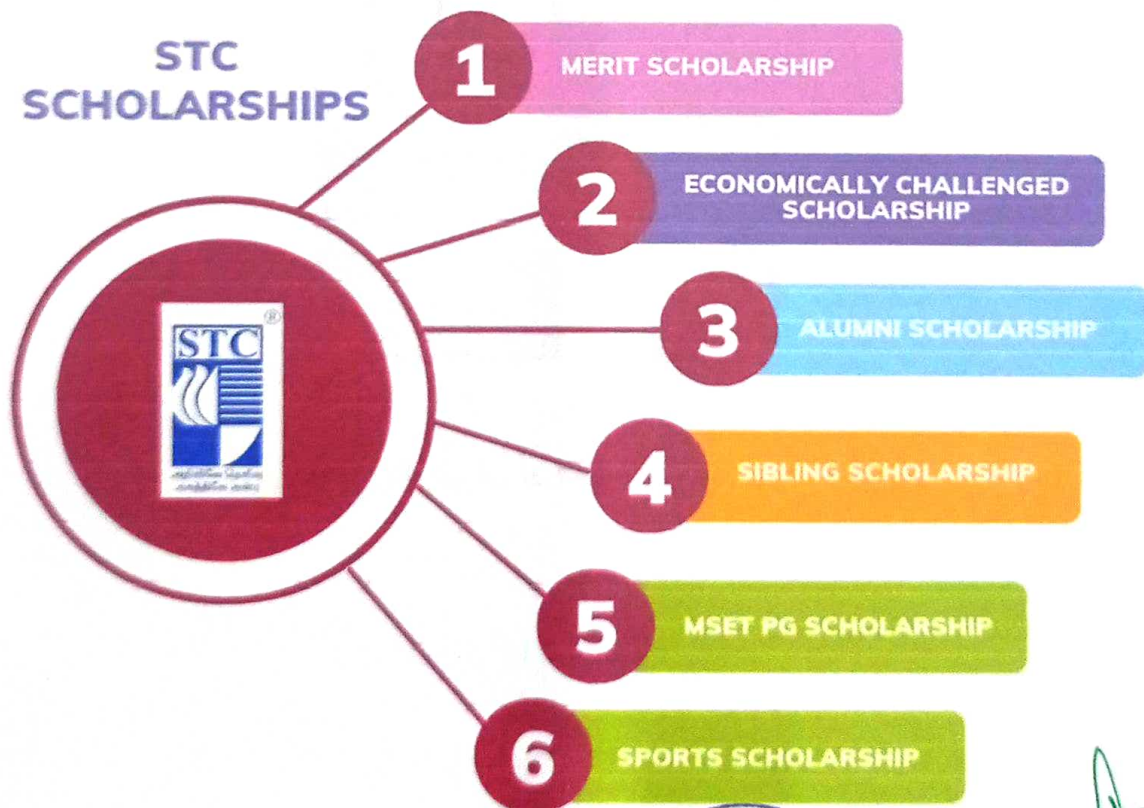 STC
SCHOLARSHIPS
1
MERIT SCHOLARSHIP
2
ECONOMICALLY CHALLENGED
SCHOLARSHIP
3
ALUMNI SCHOLARSHIP
STC
®
4
SIBLING SCHOLARSHIP
5
MSET PG SCHOLARSHIP
6
SPORTS SCHOLARSHIP